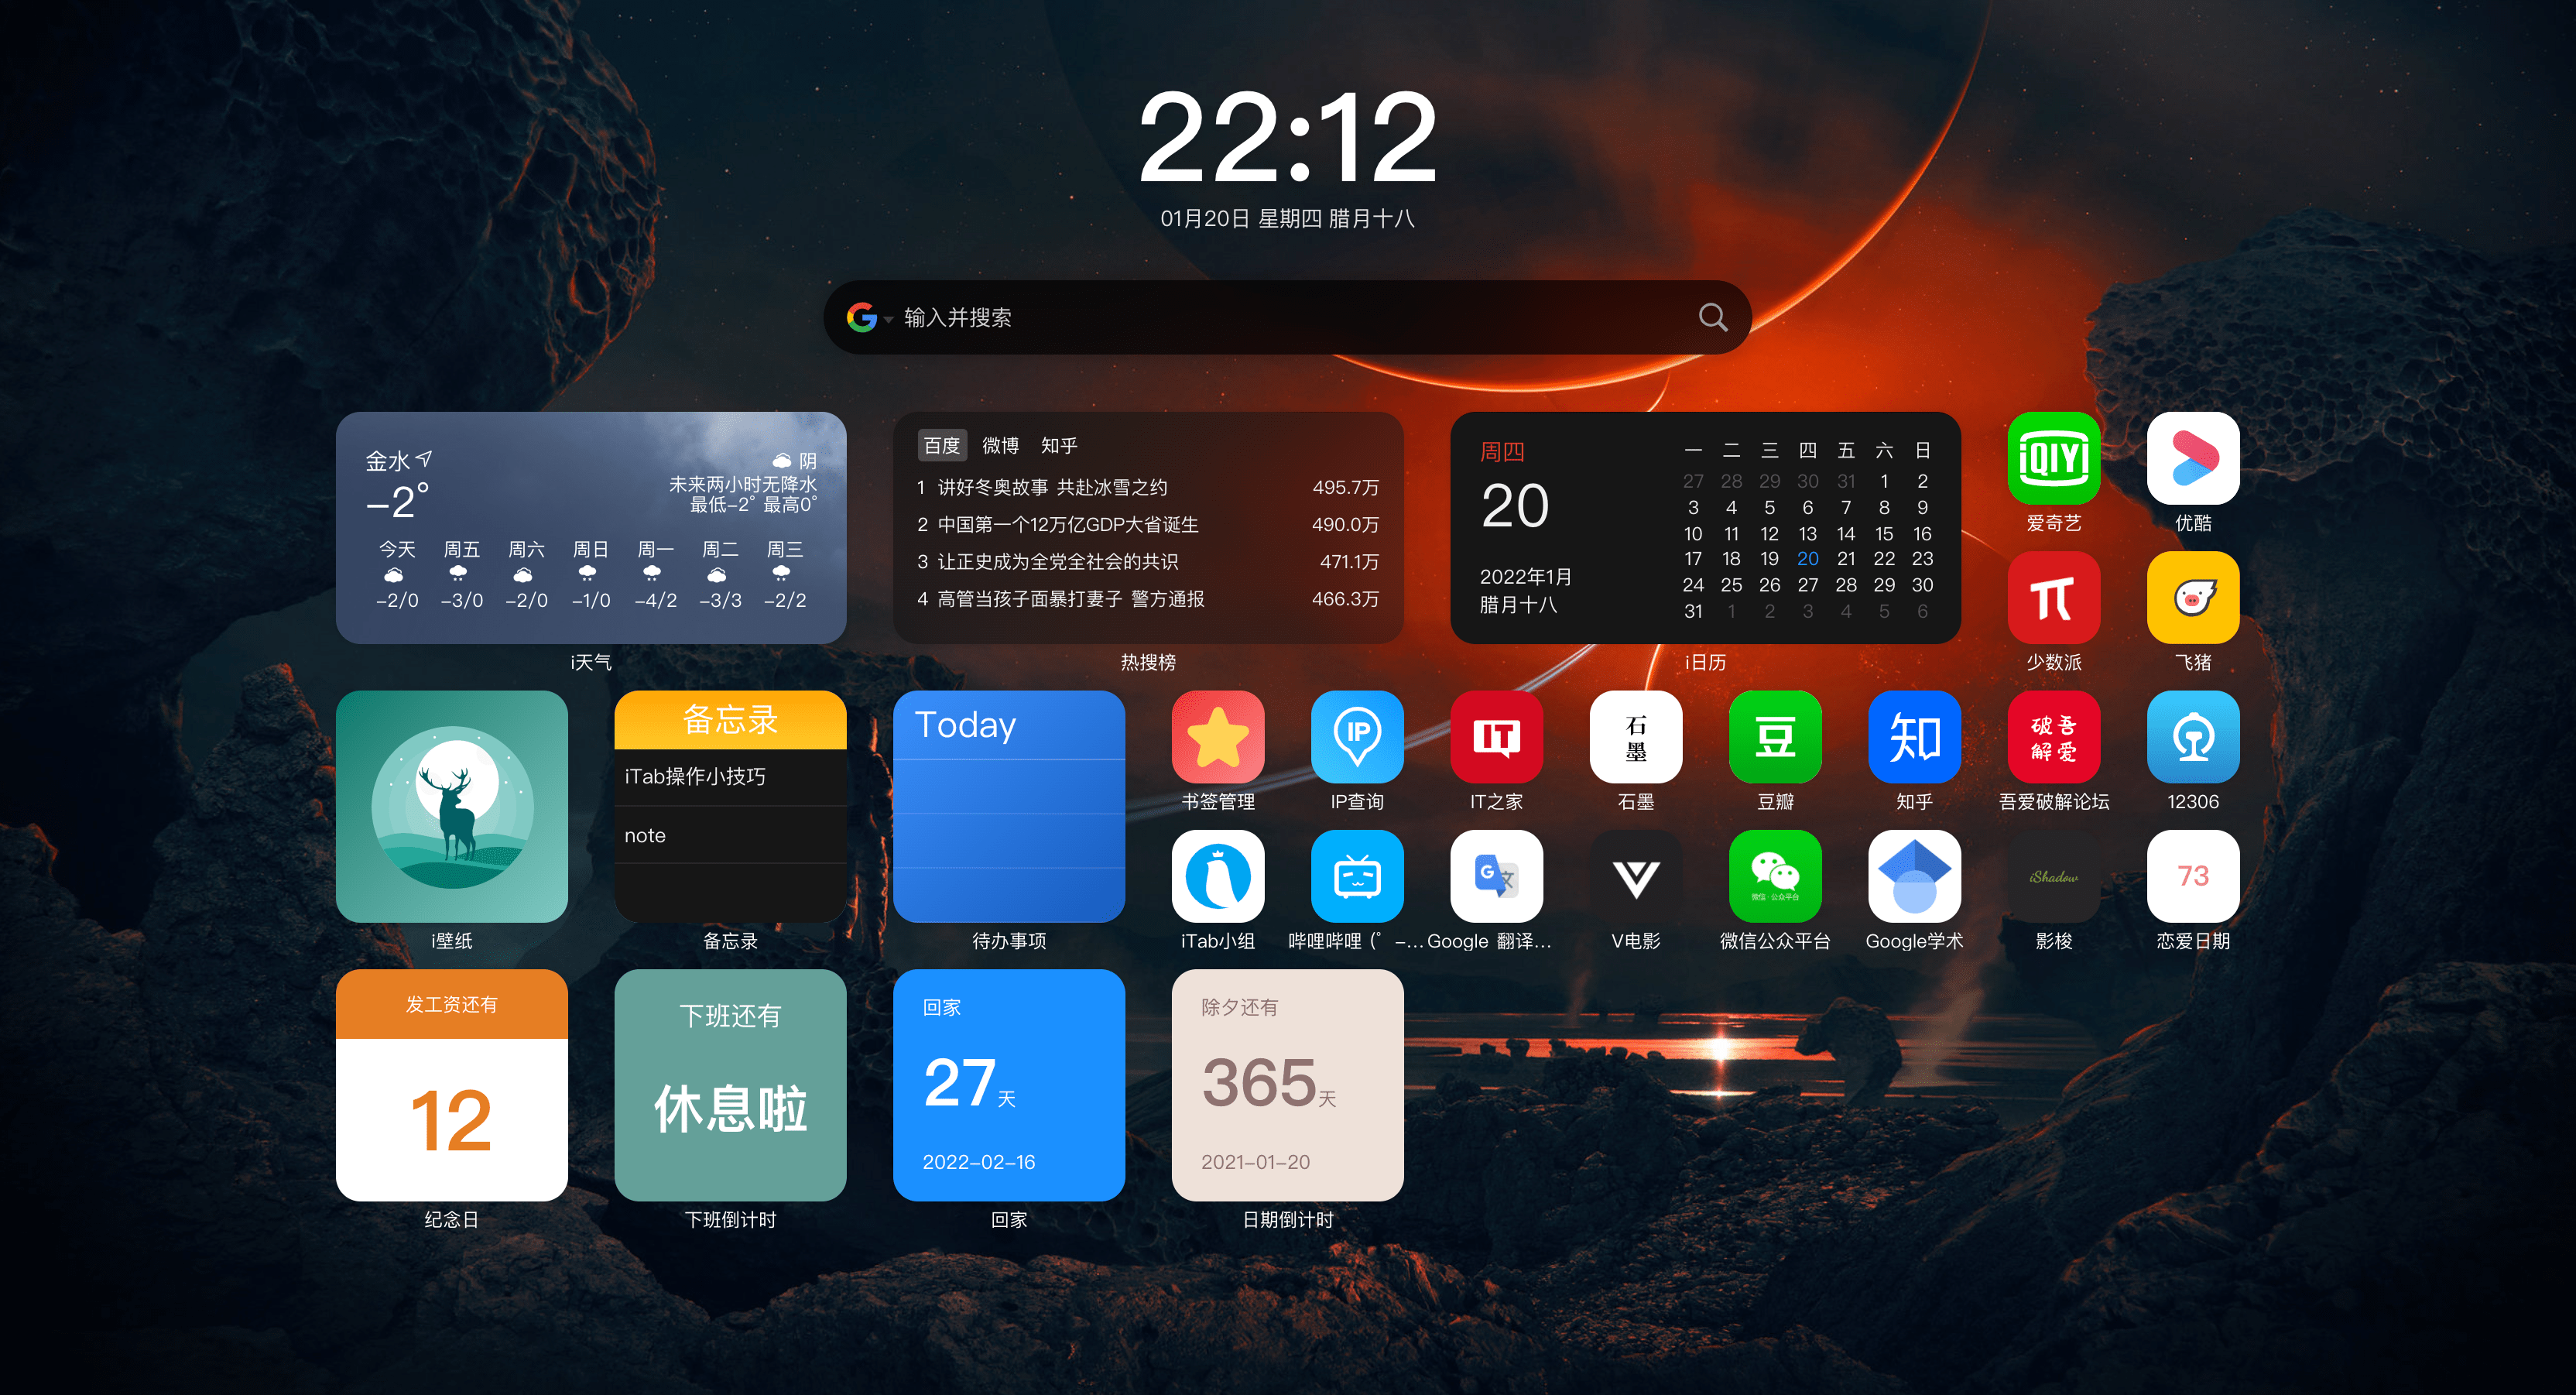 22:12
01月20日 星期四 腊月十八
输入并搜索
金水
-2°
阴
未来两小时无降水
最低-2° 最高0°
今天 周五 周六 周日 周一 周二 周三
-2/0 -3/0 -2/0 -1/0 -4/2 -3/3 -2/2
i天气
百度 微博 知乎
1 讲好冬奥故事 共赴冰雪之约 495.7万
2 中国第一个12万亿GDP大省诞生 490.0万
3 让正史成为全党全社会的共识 471.1万
4 高管当孩子面暴打妻子 警方通报 466.3万
热搜榜
周四
20
2022年1月
腊月十八
一 二 三 四 五 六 日
27 28 29 30 31 1 2
3 4 5 6 7 8 9
10 11 12 13 14 15 16
17 18 19 20 21 22 23
24 25 26 27 28 29 30
31 1 2 3 4 5 6
i日历
iQIYI
爱奇艺
优酷
少数派
飞猪
i壁纸
备忘录
iTab操作小技巧
note
备忘录
Today
待办事项
书签管理
IP
IP查询
IT
IT之家
石
墨
石墨
豆
豆瓣
知
知乎
破吾
解爱
吾爱破解论坛
12306
iTab小组
哔哩哔哩 (゜-...
G 文
Google 翻译...
V电影
微信·公众平台
微信公众平台
Google学术
iShadow
影梭
73
恋爱日期
发工资还有
12
纪念日
下班还有
休息啦
下班倒计时
回家
27天
2022-02-16
回家
除夕还有
365天
2021-01-20
日期倒计时